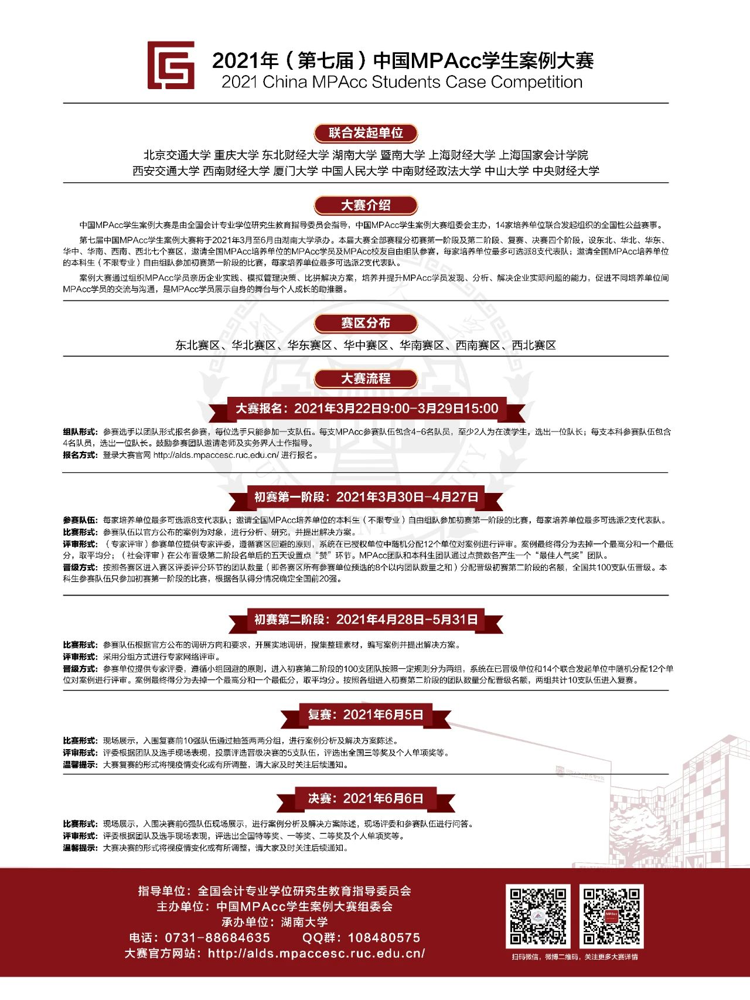 2021年（第七届）中国MPAcc学生案例大赛
2021 China MPAcc Students Case Competition
联合发起单位
北京交通大学 重庆大学 东北财经大学 湖南大学 暨南大学 上海财经大学 上海国家会计学院
西安交通大学 西南财经大学 厦门大学 中国人民大学 中南财经政法大学 中山大学 中央财经大学
大赛介绍
中国MPAcc学生案例大赛是由全国会计专业学位研究生教育指导委员会指导，中国MPAcc学生案例大赛组委会主办，14家培养单位联合发起组织的全国性公益赛事。
第七届中国MPAcc学生案例大赛将于2021年3月至6月由湖南大学承办。本届大赛全部赛程分初赛第一阶段及第二阶段、复赛、决赛四个阶段，设东北、华北、华东、
华中、华南、西南、西北七个赛区，邀请全国MPAcc培养单位的MPAcc学员及MPAcc校友自由组队参赛，每家培养单位最多可选派8支代表队；邀请全国MPAcc培养单位
的本科生（不限专业）自由组队参加初赛第一阶段的比赛，每家培养单位最多可选派2支代表队。
案例大赛通过组织MPAcc学员亲历企业实践、模拟管理决策、比拼解决方案，培养并提升MPAcc学员发现、分析、解决企业实际问题的能力，促进不同培养单位间
MPAcc学员的交流与沟通，是MPAcc学员展示自身的舞台与个人成长的助推器。
赛区分布
东北赛区、华北赛区、华东赛区、华中赛区、华南赛区、西南赛区、西北赛区
大赛流程
大赛报名：2021年3月22日9:00-3月29日15:00
组队形式：参赛选手以团队形式报名参赛，每位选手只能参加一支队伍。每支MPAcc参赛队伍包含4-6名队员，至少2人为在读学生，选出一位队长；每支本科参赛队伍包含
4名队员，选出一位队长。鼓励参赛团队邀请老师及实务界人士作指导。
报名方式：登录大赛官网 http://alds.mpaccesc.ruc.edu.cn/ 进行报名。
初赛第一阶段：2021年3月30日-4月27日
参赛队伍：每家培养单位最多可选派8支代表队；邀请全国MPAcc培养单位的本科生（不限专业）自由组队参加初赛第一阶段的比赛，每家培养单位最多可选派2支代表队。
比赛形式：参赛队伍以官方公布的案例为对象，进行分析、研究，并提出解决方案。
评审形式：（专家评审）参赛单位提供专家评委，遵循赛区回避的原则，系统在已授权单位中随机分配12个单位对案例进行评审。案例最终得分为去掉一个最高分和一个最低
分，取平均分；（社会评审）在公布晋级第二阶段名单后的五天设置点“赞”环节。MPAcc团队和本科生团队通过点赞数各产生一个“最佳人气奖”团队。
晋级方式：按照各赛区进入赛区评委评分环节的团队数量（即各赛区所有参赛单位预选的8个以内团队数量之和）分配晋级初赛第二阶段的名额，全国共100支队伍晋级。本
科生参赛队伍只参加初赛第一阶段的比赛，根据各队得分情况确定全国前20强。
初赛第二阶段：2021年4月28日-5月31日
比赛形式：参赛队伍根据官方公布的调研方向和要求，开展实地调研，搜集整理素材，编写案例并提出解决方案。
评审形式：采用分组方式进行专家网络评审。
晋级方式：参赛单位提供专家评委，遵循小组回避的原则，进入初赛第二阶段的100支团队按照一定规则分为两组，系统在已晋级单位和14个联合发起单位中随机分配12个单
位对案例进行评审。案例最终得分为去掉一个最高分和一个最低分，取平均分。按照各组进入初赛第二阶段的团队数量分配晋级名额，两组共计10支队伍进入复赛。
复赛：2021年6月5日
比赛形式：现场展示，入围复赛前10强队伍通过抽签两两分组，进行案例分析及解决方案陈述。
评审形式：评委根据团队及选手现场表现，投票评选晋级决赛的5支队伍，评选出全国三等奖及个人单项奖等。
温馨提示：大赛复赛的形式将视疫情变化或有所调整，请大家及时关注后续通知。
决赛：2021年6月6日
比赛形式：现场展示，入围决赛前6强队伍现场展示，进行案例分析及解决方案陈述，现场评委和参赛队伍进行问答。
评审形式：评委根据团队及选手现场表现，评选出全国特等奖、一等奖、二等奖及个人单项奖等。
温馨提示：大赛决赛的形式将视疫情变化或有所调整，请大家及时关注后续通知。
指导单位：全国会计专业学位研究生教育指导委员会
主办单位：中国MPAcc学生案例大赛组委会
承办单位：湖南大学
电话：0731-88684635 QQ群：108480575
大赛官方网站：http://alds.mpaccesc.ruc.edu.cn/
MPAcc
扫码微信，微博二维码，关注更多大赛详情